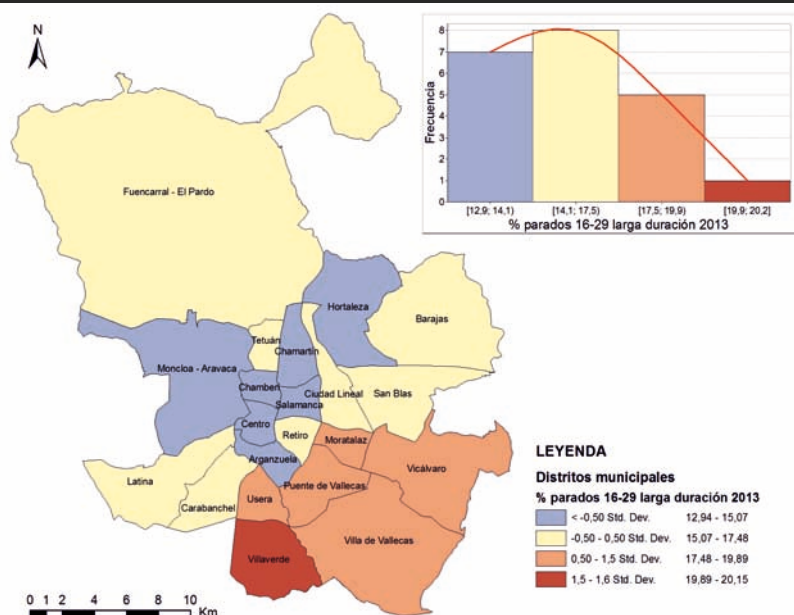 N
Fuencarral - El Pardo
Frecuencia
8
7
6
5
4
3
2
1
0
[12,9; 14,1)
[14,1; 17,5)
[17,5; 19,9)
[19,9; 20,2]
% parados 16-29 larga duración 2013
Hortaleza
Barajas
Tetuán
Chamartín
Moncloa - Aravaca
Chamberí
Ciudad Lineal
San Blas
Salamanca
Centro
Retiro
Moratalaz
Arganzuela
Vicálvaro
Latina
Puente de Vallecas
Carabanchel
Usera
Villa de Vallecas
Villaverde
LEYENDA
Distritos municipales
% parados 16-29 larga duración 2013
< -0,50 Std. Dev. 12,94 - 15,07
-0,50 - 0,50 Std. Dev. 15,07 - 17,48
0,50 - 1,5 Std. Dev. 17,48 - 19,89
1,5 - 1,6 Std. Dev. 19,89 - 20,15
0 1 2 4 6 8 10
Km